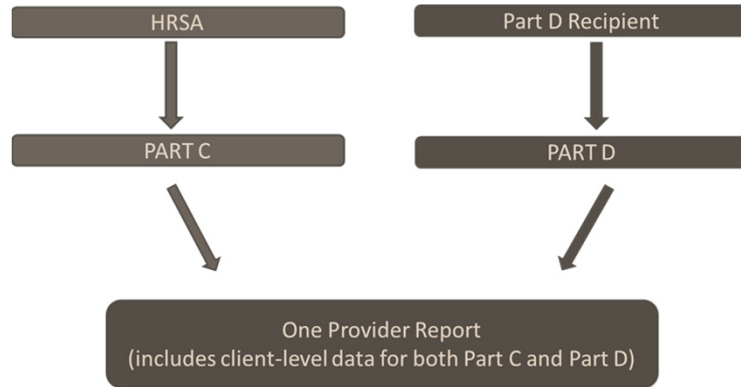 HRSA
Part D Recipient
PART C
PART D
One Provider Report
(includes client-level data for both Part C and Part D)